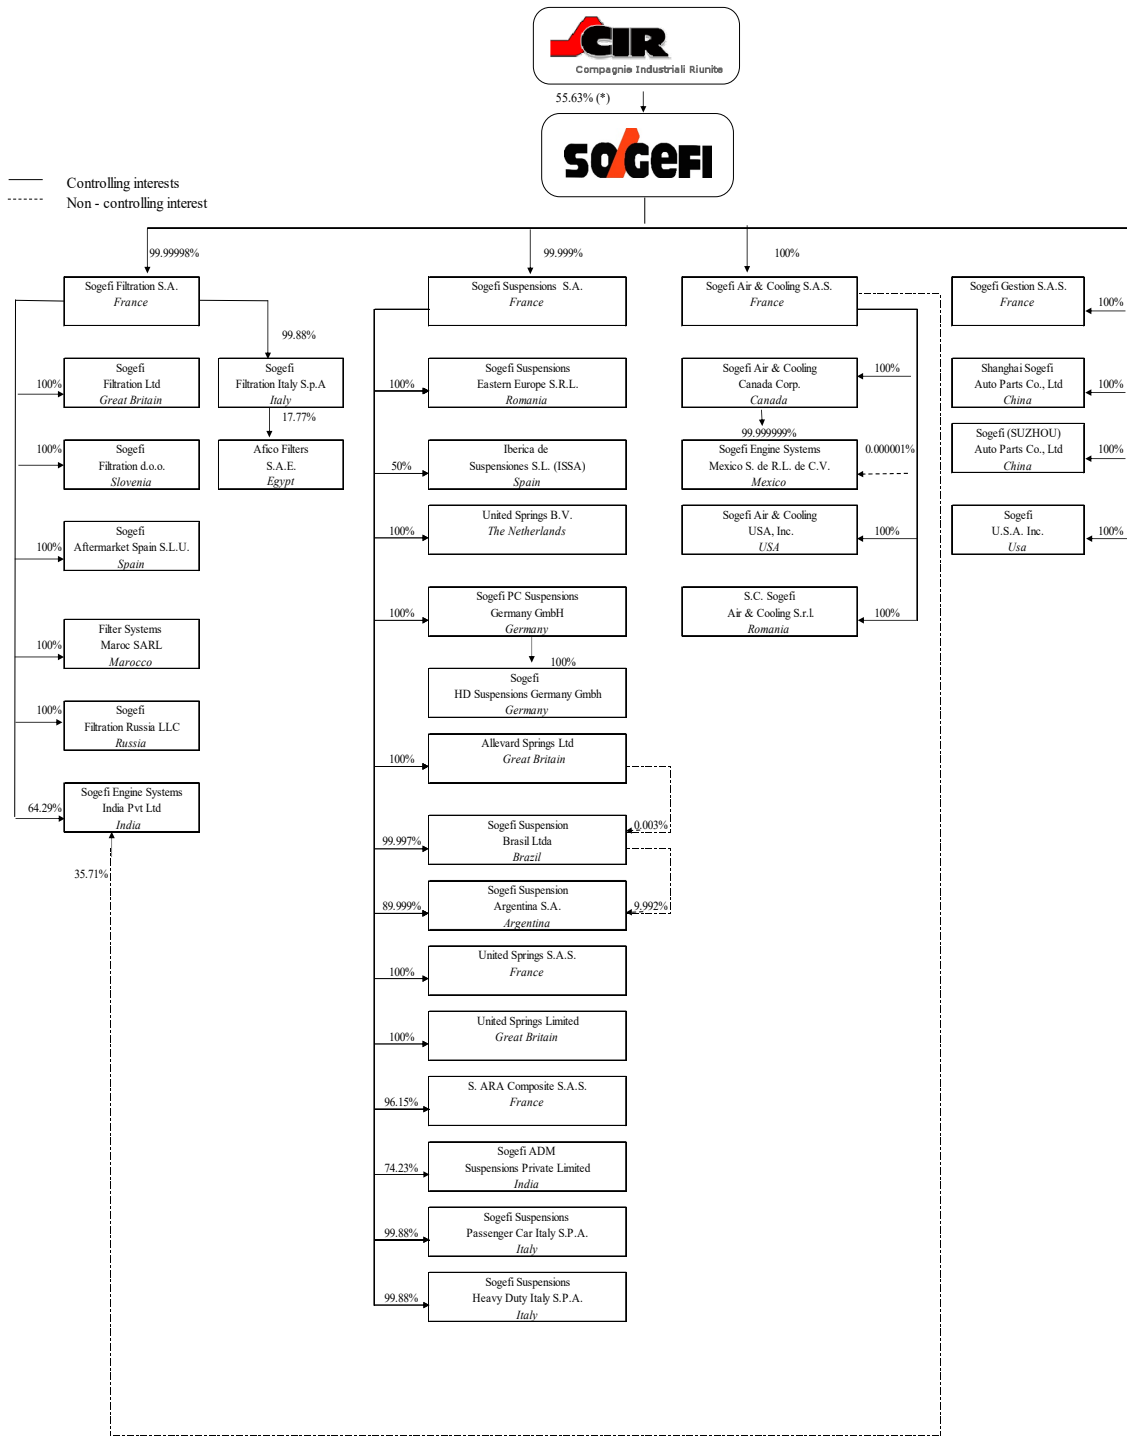 CIR
Compagnie Industriali Riunite
55.63% (*)
SOGEFI
Controlling interests
Non - controlling interest
99.99998%
99.999%
100%
Sogefi Filtration S.A.
France
99.88%
100%
Sogefi
Filtration Ltd
Great Britain
Sogefi
Filtration Italy S.p.A
Italy
17.77%
100%
Sogefi
Filtration d.o.o.
Slovenia
Afico Filters
S.A.E.
Egypt
100%
Sogefi
Aftermarket Spain S.L.U.
Spain
100%
Filter Systems
Maroc SARL
Marocco
100%
Sogefi
Filtration Russia LLC
Russia
64.29%
Sogefi Engine Systems
India Pvt Ltd
India
35.71%
Sogefi Suspensions S.A.
France
100%
Sogefi Suspensions
Eastern Europe S.R.L.
Romania
50%
Iberica de
Suspensiones S.L. (ISSA)
Spain
100%
United Springs B.V.
The Netherlands
100%
Sogefi PC Suspensions
Germany GmbH
Germany
100%
Sogefi
HD Suspensions Germany Gmbh
Germany
100%
Allevard Springs Ltd
Great Britain
99.997%
Sogefi Suspension
Brasil Ltda
Brazil
0.003%
89.999%
Sogefi Suspension
Argentina S.A.
Argentina
9.992%
100%
United Springs S.A.S.
France
100%
United Springs Limited
Great Britain
96.15%
S. ARA Composite S.A.S.
France
74.23%
Sogefi ADM
Suspensions Private Limited
India
99.88%
Sogefi Suspensions
Passenger Car Italy S.P.A.
Italy
99.88%
Sogefi Suspensions
Heavy Duty Italy S.P.A.
Italy
Sogefi Air & Cooling S.A.S.
France
Sogefi Air & Cooling
Canada Corp.
Canada
100%
99.999999%
Sogefi Engine Systems
Mexico S. de R.L. de C.V.
Mexico
0.000001%
Sogefi Air & Cooling
USA, Inc.
USA
100%
S.C. Sogefi
Air & Cooling S.r.l.
Romania
100%
Sogefi Gestion S.A.S.
France
100%
Shanghai Sogefi
Auto Parts Co., Ltd
China
100%
Sogefi (SUZHOU)
Auto Parts Co., Ltd
China
100%
Sogefi
U.S.A. Inc.
Usa
100%